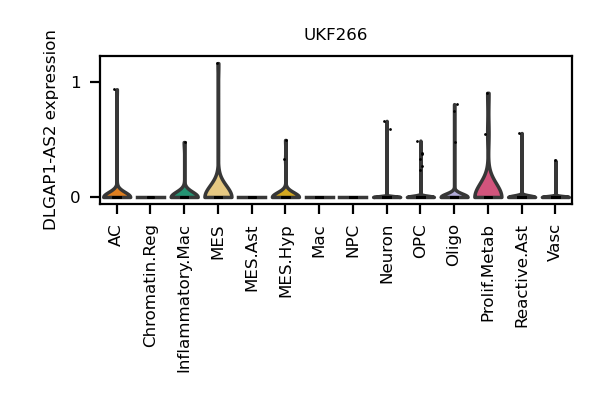 UKF266
DLGAP1-AS2 expression
1
0
AC
Chromatin.Reg
Inflammatory.Mac
MES
MES.Ast
MES.Hyp
Mac
NPC
Neuron
OPC
Oligo
Prolif.Metab
Reactive.Ast
Vasc